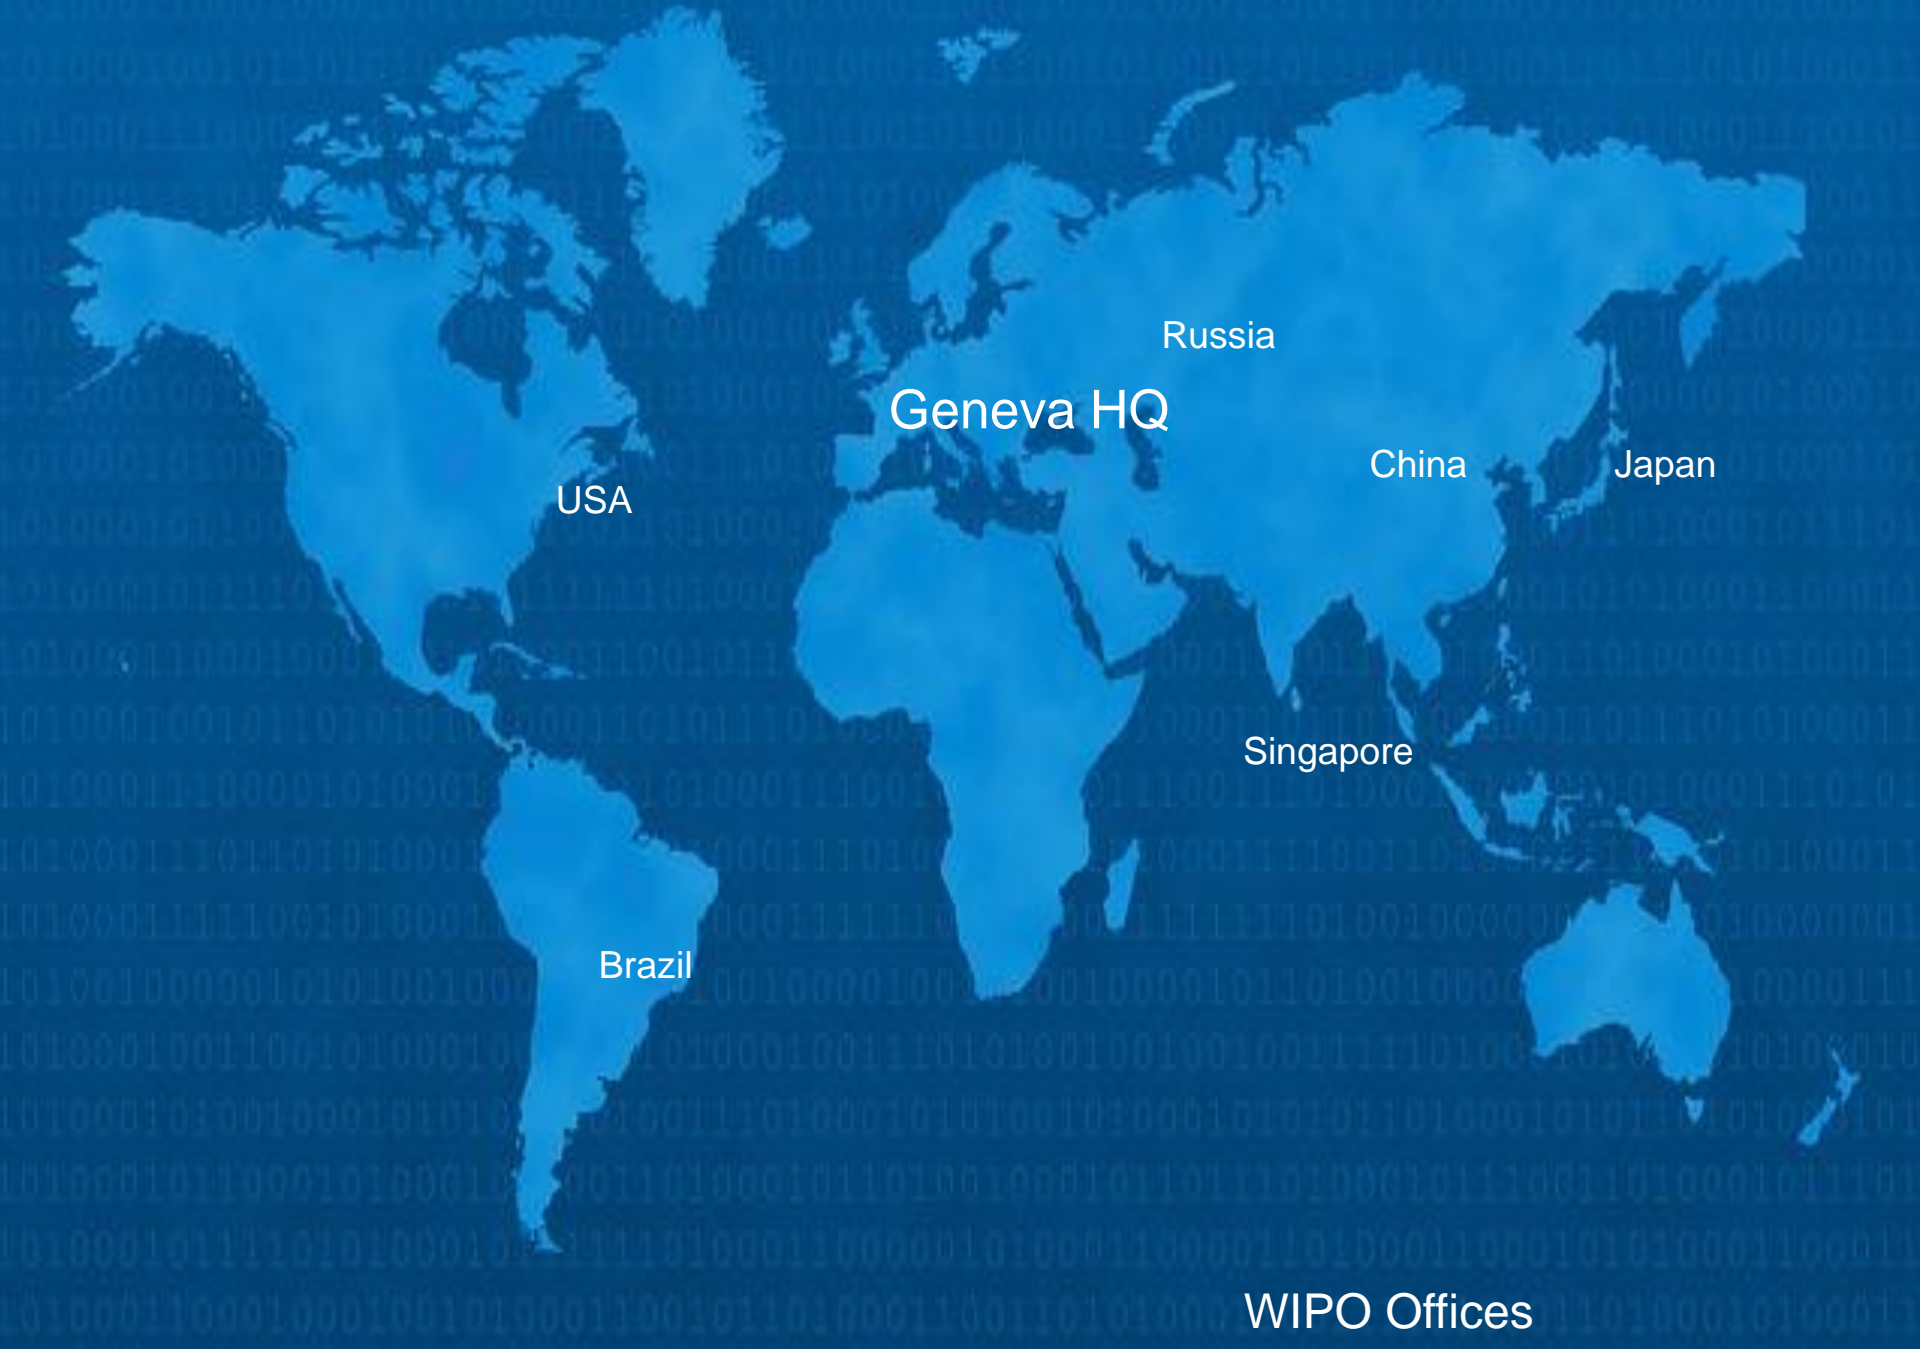 Russia
Geneva HQ
China
Japan
USA
Singapore
Brazil
WIPO Offices